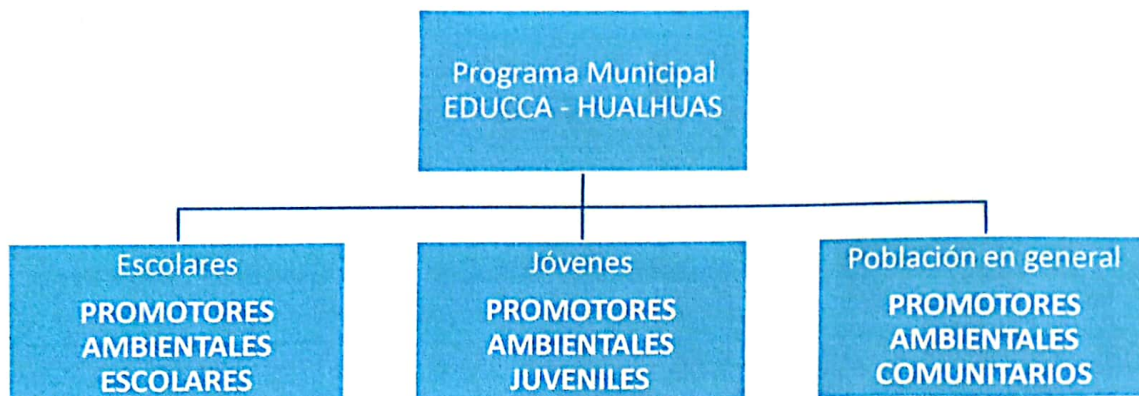 Programa Municipal
EDUCCA - HUALHUAS
Escolares
PROMOTORES
AMBIENTALES
ESCOLARES
Jóvenes
PROMOTORES
AMBIENTALES
JUVENILES
Población en general
PROMOTORES
AMBIENTALES
COMUNITARIOS